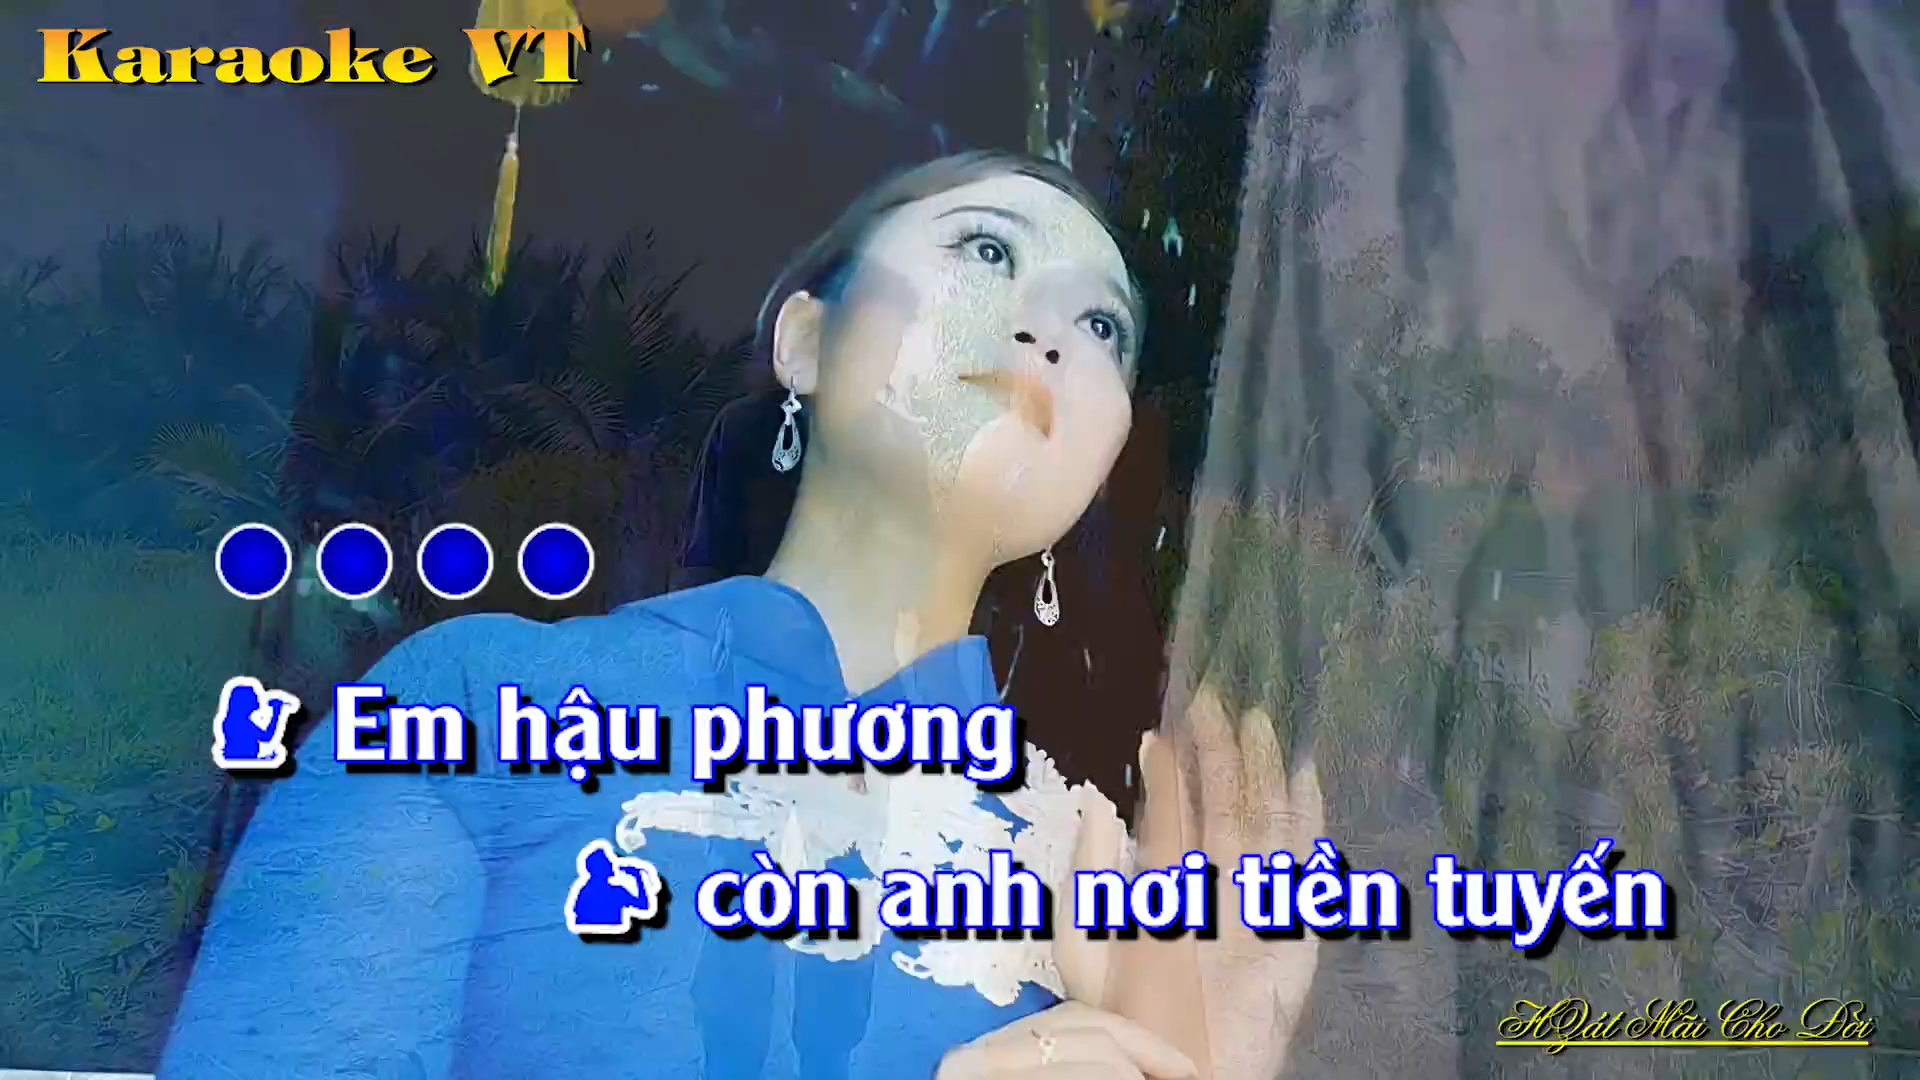 Karaoke VT
Em hậu phương
còn anh nơi tiền tuyến
Hát Mãi Cho Đời